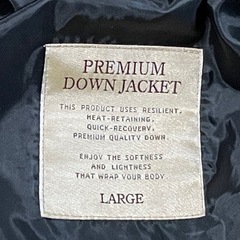 PREMIUM
DOWN JACKET
THIS PRODUCT USES RESILIENT,
HEAT-RETAINING,
QUICK-RECOVERY,
PREMIUM QUALITY DOWN.
ENJOY THE SOFTNESS
AND LIGHTNESS
THAT WRAP YOUR BODY.
LARGE